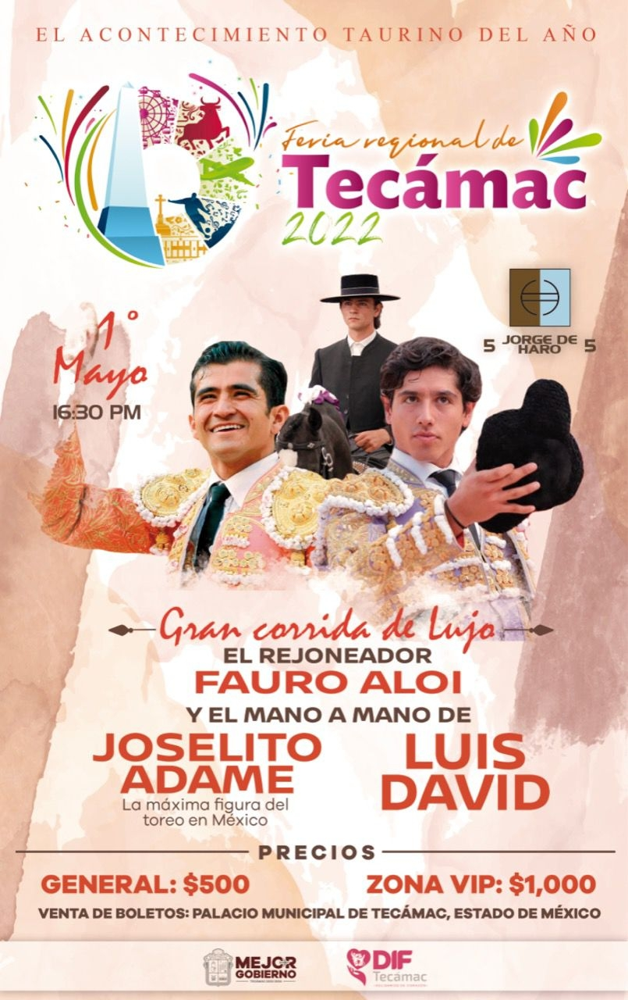 EL ACONTECIMIENTO TAURINO DEL AÑO
Feria regional de
Tecámac
2022
1°
Mayo
16:30 PM
5 JORGE DE HARO 5
Gran corrida de Lujo
EL REJONEADOR
FAURO ALOI
Y EL MANO A MANO DE
JOSELITO
ADAME
La máxima figura del
toreo en México
LUIS
DAVID
PRECIOS
GENERAL: $500
ZONA VIP: $1,000
VENTA DE BOLETOS: PALACIO MUNICIPAL DE TECÁMAC, ESTADO DE MÉXICO
MEJOR
GOBIERNO
DIF
Tecámac